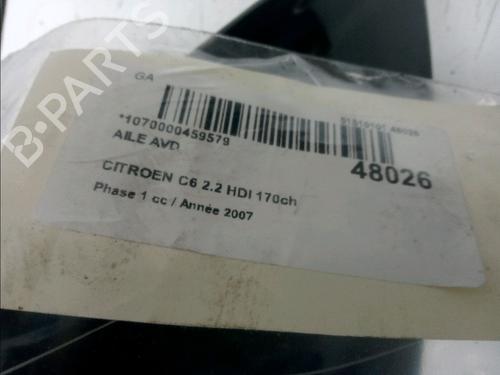 GA
*1070000459579
AILE AVD
48026
CITROEN C6 2.2 HDI 170ch
Phase 1 cc / Année 2007
B-PARTS